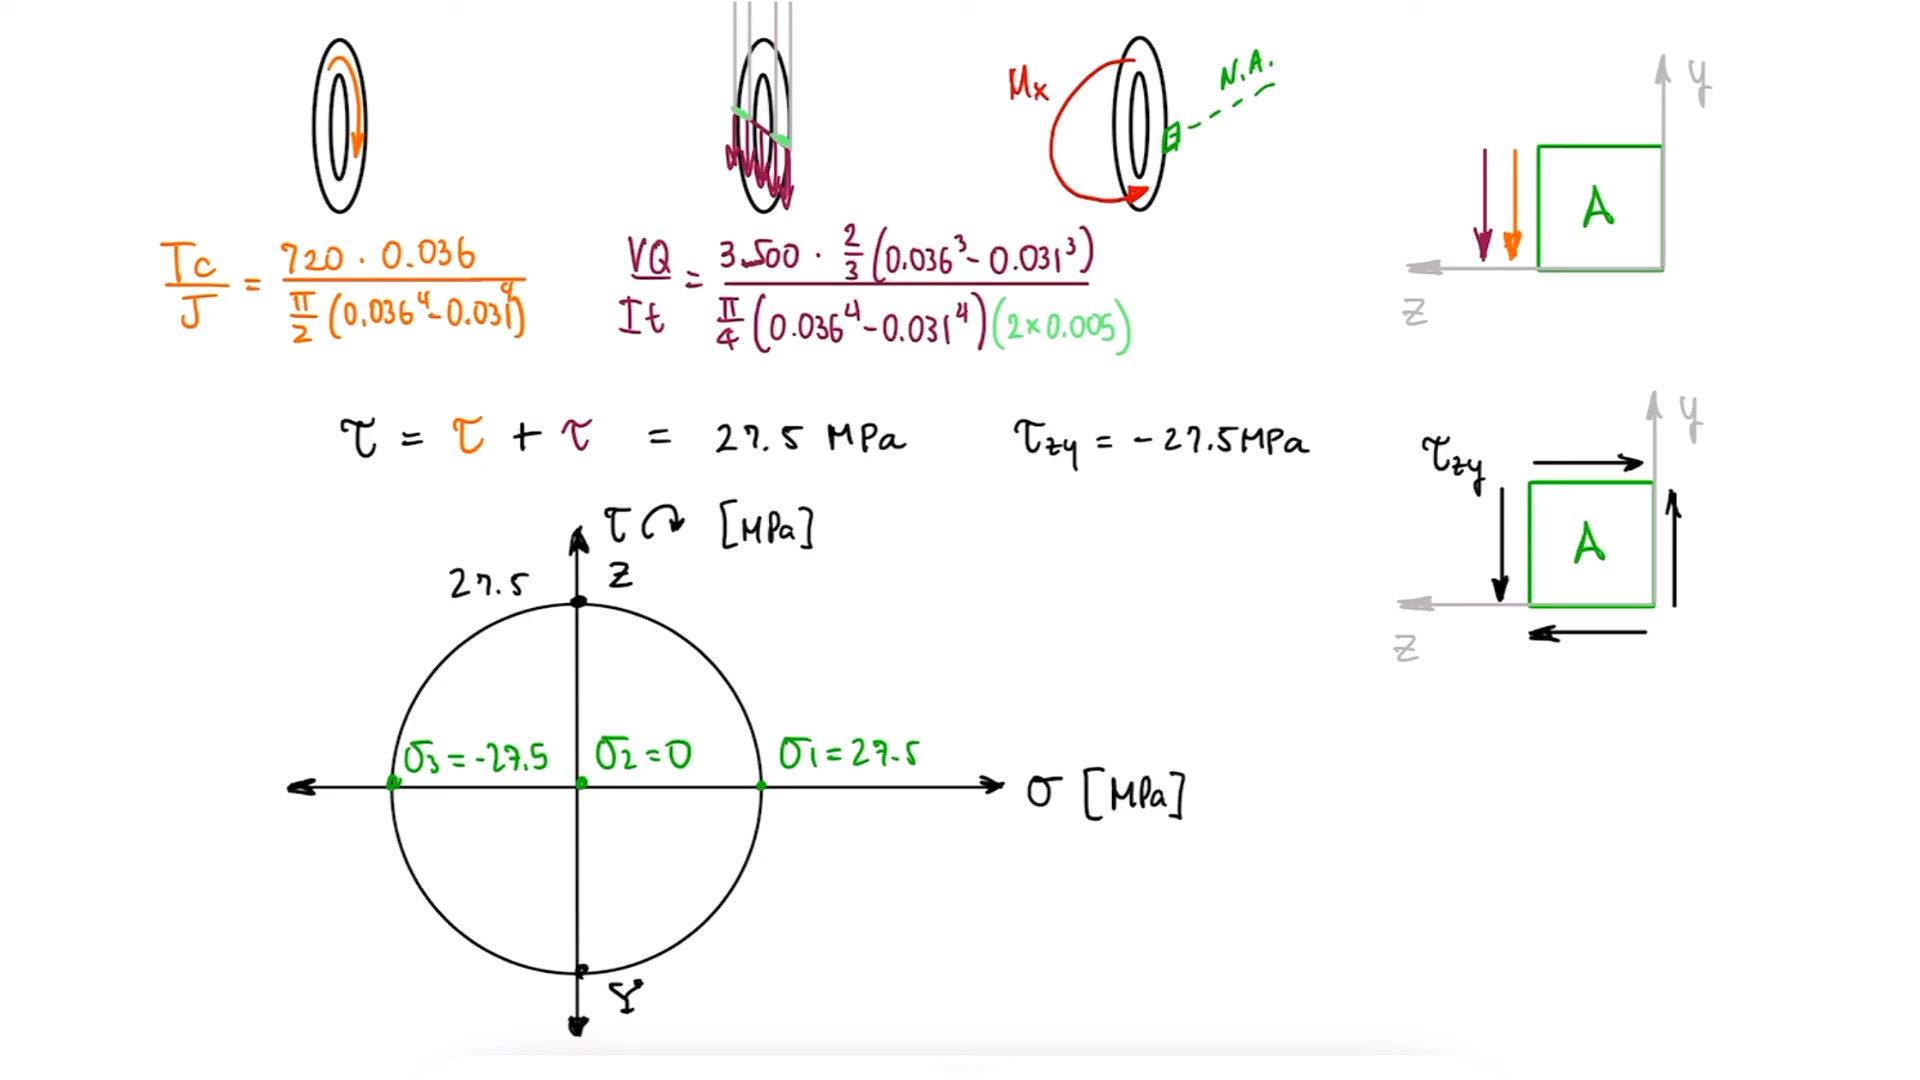 Mx
N.A.
y
A
z
Tc/J = 720 · 0.036 / π/2 (0.036⁴ - 0.031⁴)
VQ/It = 3.500 · 2/3 (0.036³ - 0.031³) / π/4 (0.036⁴ - 0.031⁴)(2×0.005)
τ = τ + τ = 27.5 MPa
τzy = -27.5MPa
τzy
y
A
z
τ [MPa]
27.5
Z
σ3 = -27.5
σ2 = 0
σ1 = 27.5
σ [MPa]
Y